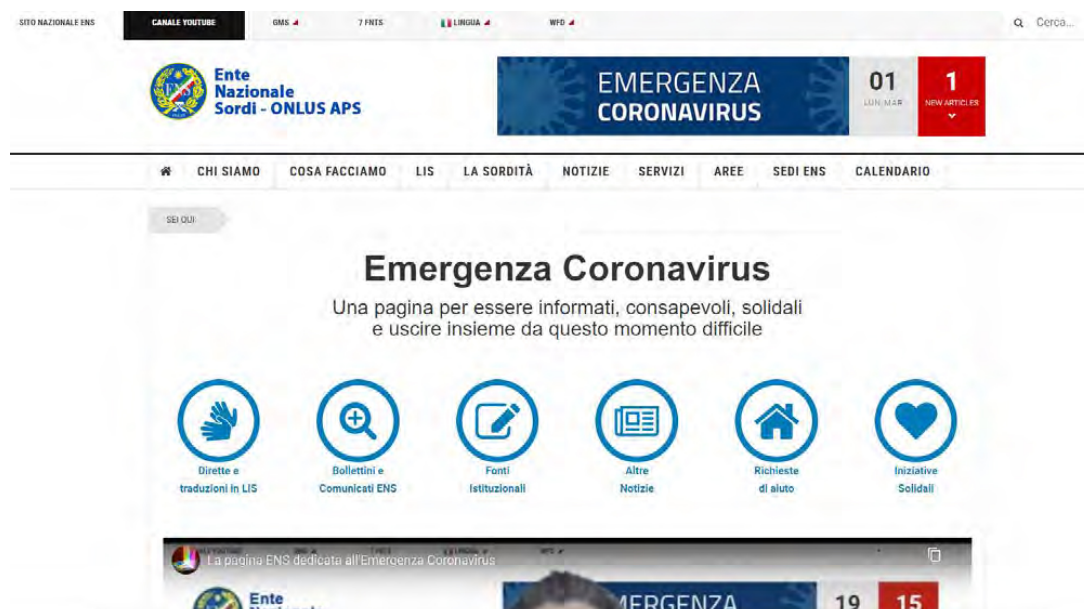 SITO NAZIONALE ENS CANALE YOUTUBE GMS 7 FNTS LINGUA WFD Cerca...
Ente
Nazionale
Sordi - ONLUS APS
EMERGENZA
CORONAVIRUS
01
LUN, MAR
1
NEW ARTICLES
CHI SIAMO COSA FACCIAMO LIS LA SORDITÀ NOTIZIE SERVIZI AREE SEDI ENS CALENDARIO
SEI QUI:
Emergenza Coronavirus
Una pagina per essere informati, consapevoli, solidali
e uscire insieme da questo momento difficile
Dirette e
traduzioni in LIS
Bollettini e
Comunicati ENS
Fonti
Istituzionali
Altre
Notizie
Richieste
di aiuto
Iniziative
Solidali
La pagina ENS dedicata all'Emergenza Coronavirus
Ente
19
15